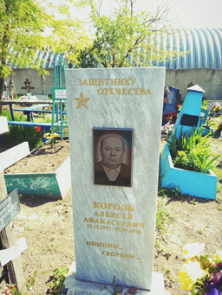 ЗАЩИТНИКУ
ОТЕЧЕСТВА
КОРОЛЬ
АЛЕКСЕЙ
АФАНАСЬЕВИЧ
ПОМНИМ
СКОРБИМ